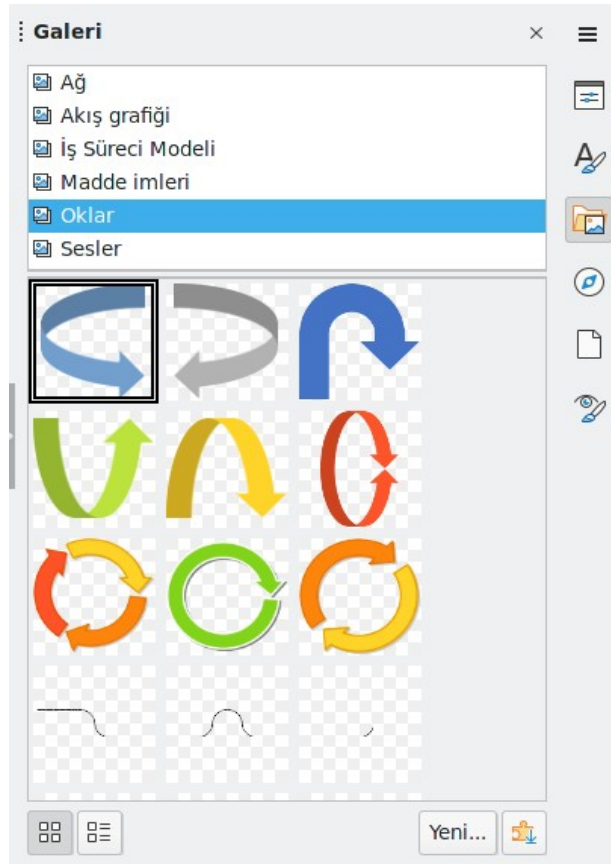 Galeri
Ağ
Akış grafiği
İş Süreci Modeli
Madde imleri
Oklar
Sesler
Yeni...